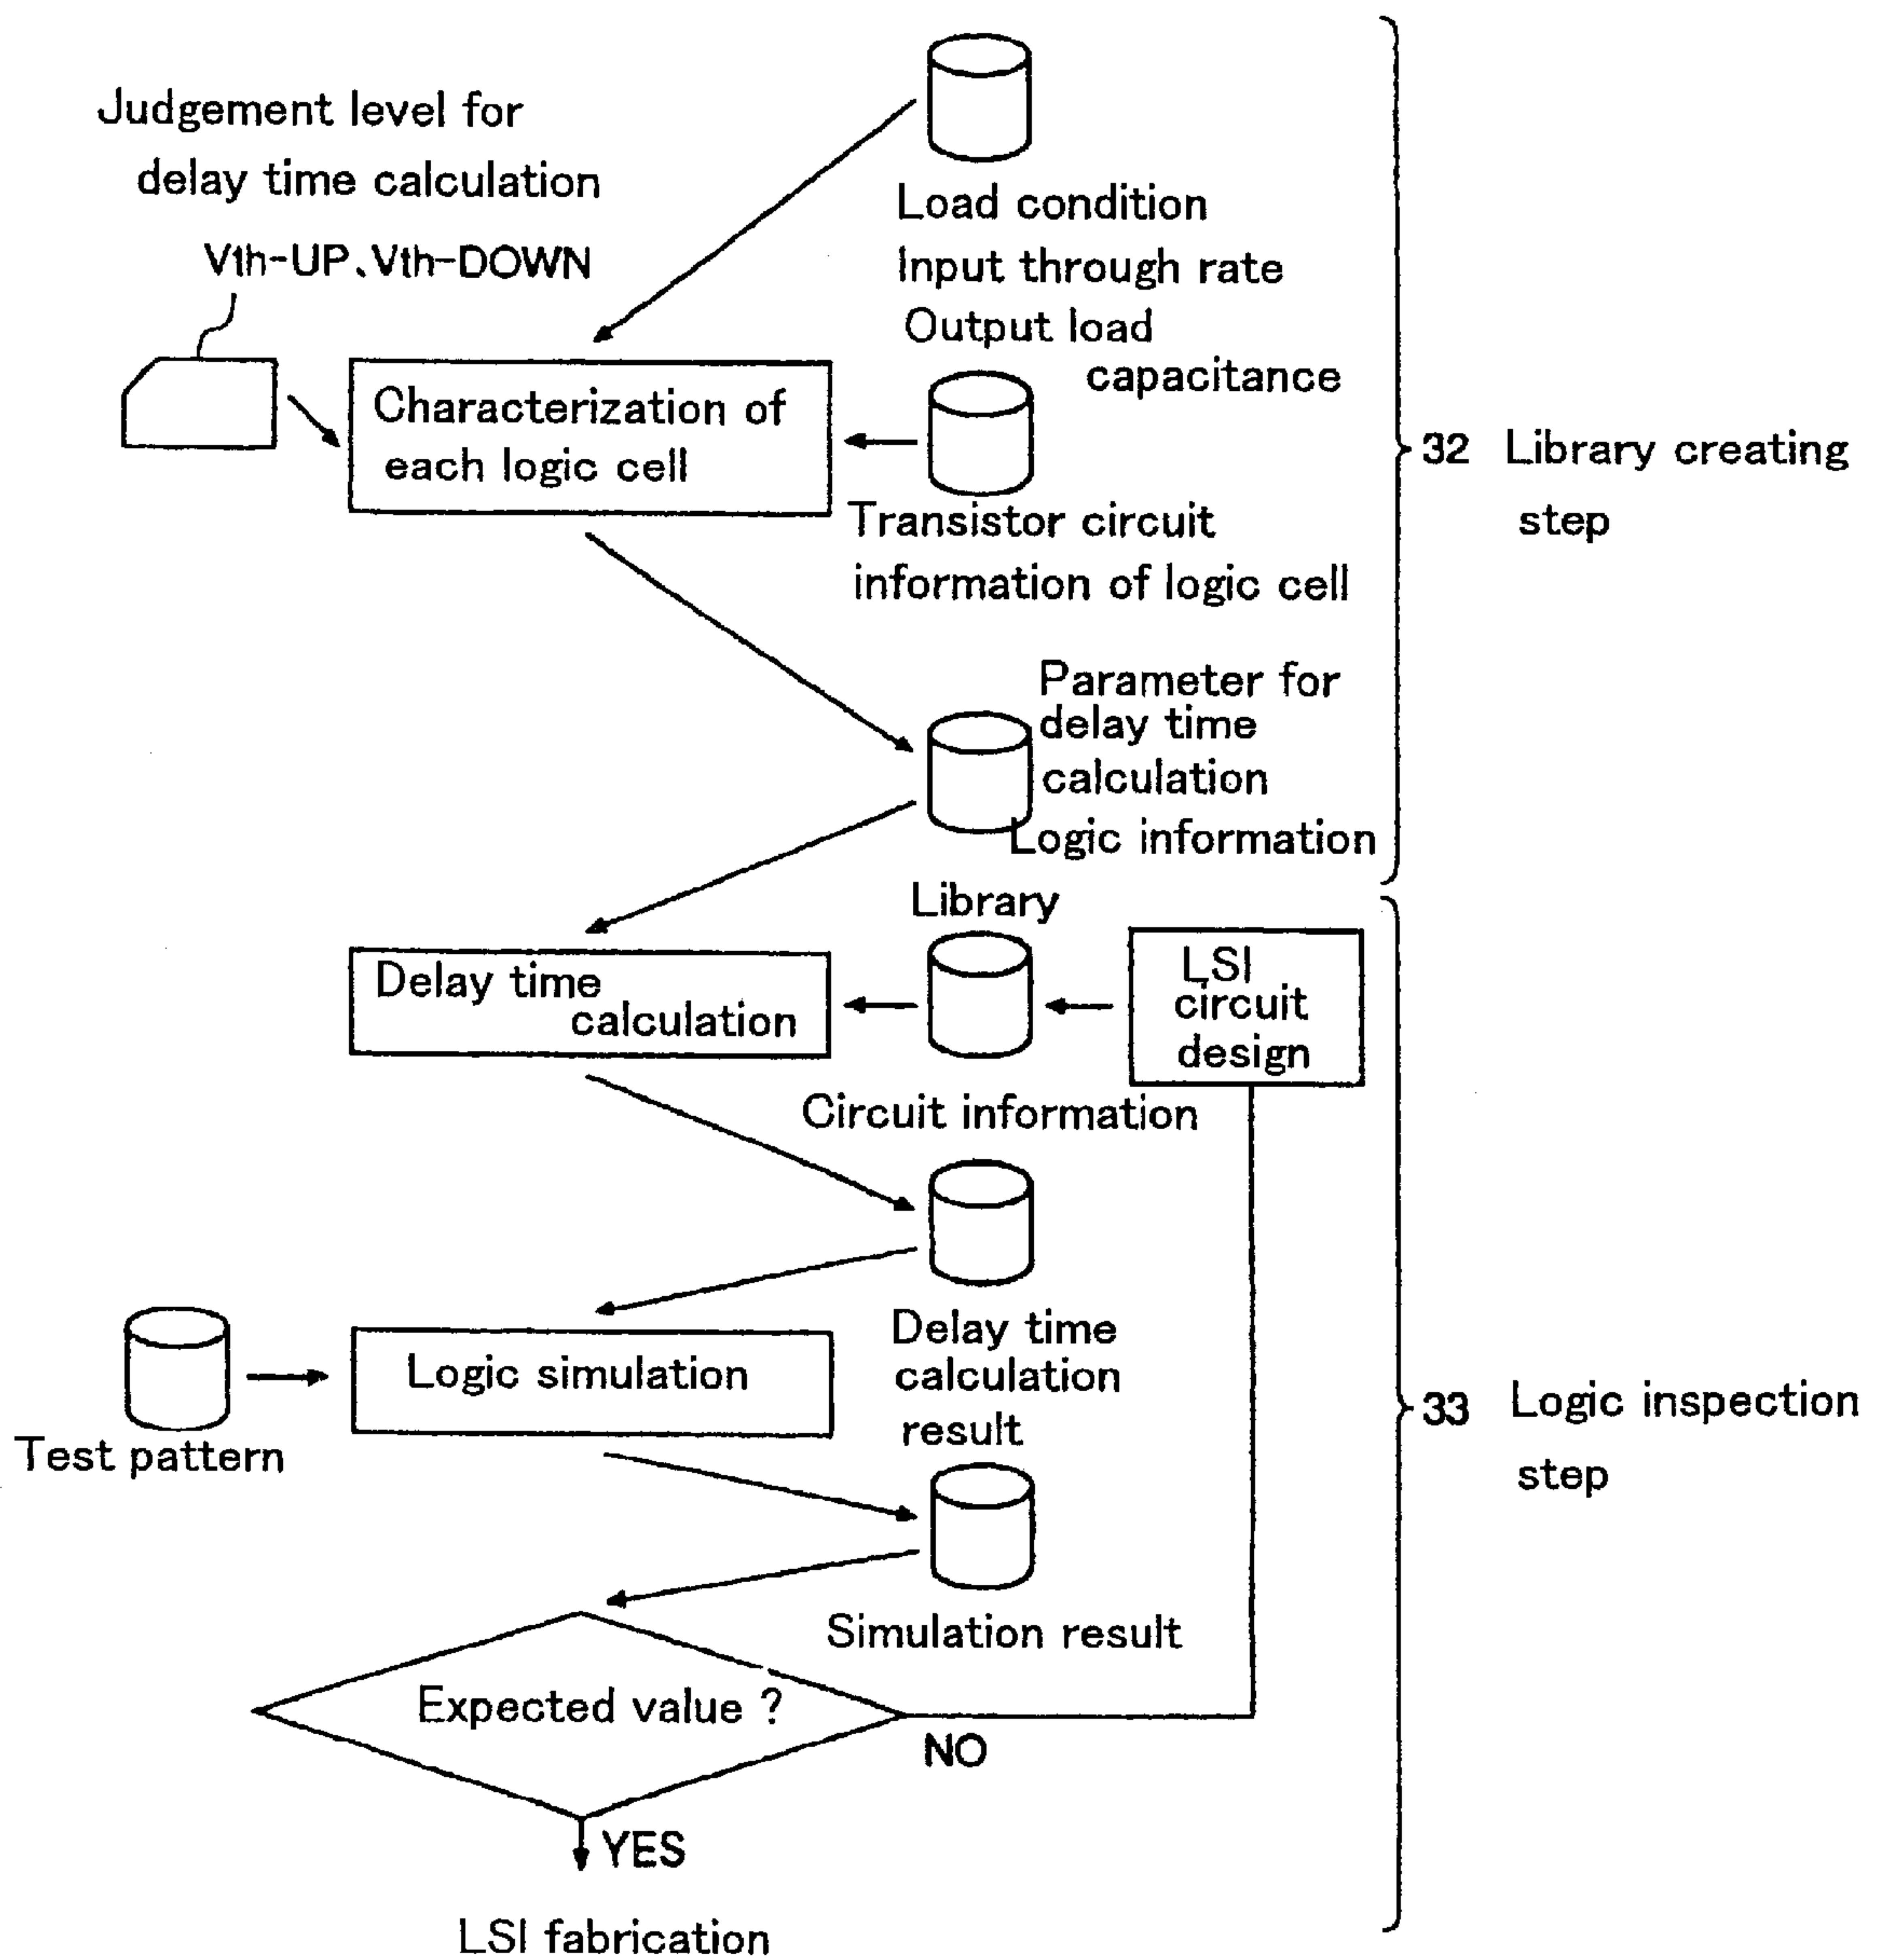 Judgement level for
delay time calculation
Vth-UP、Vth-DOWN
Load condition
Input through rate
Output load
capacitance
Characterization of
each logic cell
Transistor circuit
information of logic cell
32 Library creating
step
Parameter for
delay time
calculation
Logic information
Library
Delay time
calculation
LSI
circuit
design
Circuit information
Delay time
calculation
result
Test pattern
Logic simulation
33 Logic inspection
step
Simulation result
Expected value ?
NO
YES
LSI fabrication